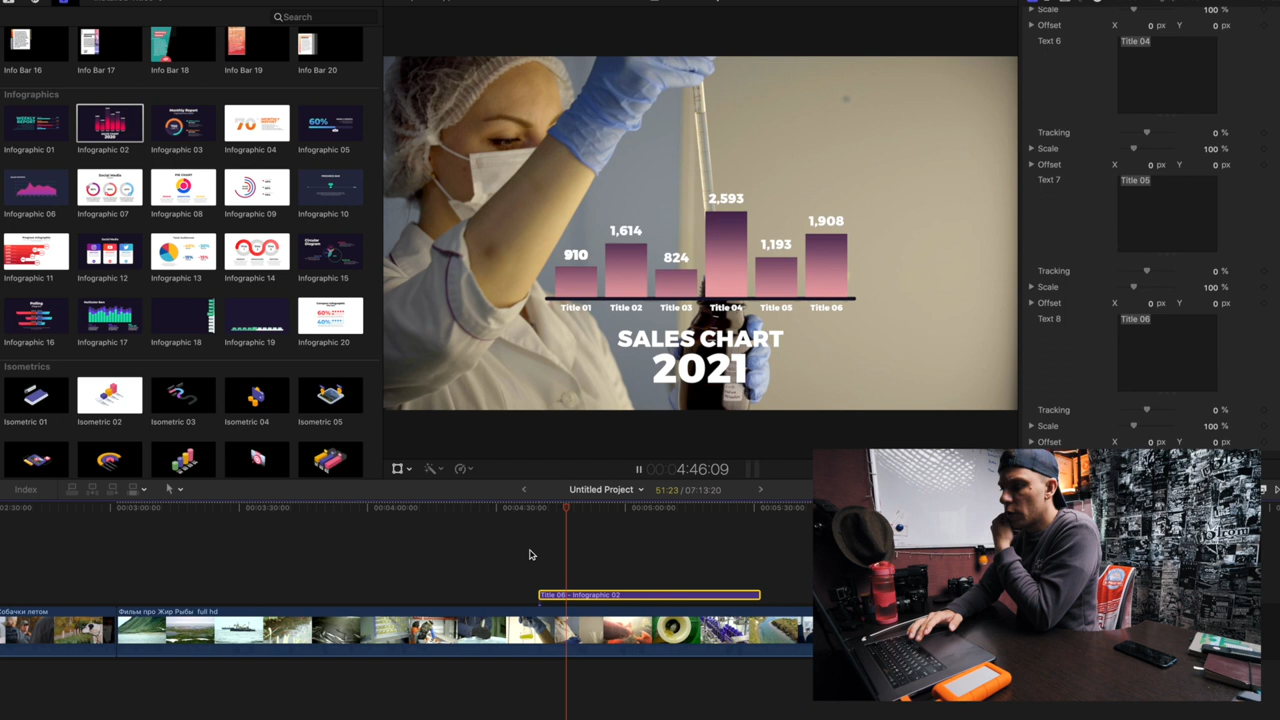 Search
Info Bar 16
Info Bar 17
Info Bar 18
Info Bar 19
Info Bar 20
Infographics
Infographic 01
Infographic 02
Infographic 03
Infographic 04
Infographic 05
Infographic 06
Infographic 07
Infographic 08
Infographic 09
Infographic 10
Infographic 11
Infographic 12
Infographic 13
Infographic 14
Infographic 15
Infographic 16
Infographic 17
Infographic 18
Infographic 19
Infographic 20
Isometrics
Isometric 01
Isometric 02
Isometric 03
Isometric 04
Isometric 05
910
1,614
824
2,593
1,193
1,908
Title 01
Title 02
Title 03
Title 04
Title 05
Title 06
SALES CHART
2021
Scale 100 %
Offset X 0 px Y 0 px
Text 6 Title 04
Tracking 0 %
Scale 100 %
Offset X 0 px Y 0 px
Text 7 Title 05
Tracking 0 %
Scale 100 %
Offset X 0 px Y 0 px
Text 8 Title 06
Tracking 0 %
Scale 100 %
Offset X 0 px Y 0 px
00:04:46:09
Index
Untitled Project
51:23 / 07:13:20
02:30:00
00:03:00:00
00:03:30:00
00:04:00:00
00:04:30:00
00:05:00:00
00:05:30:00
Title 06 - Infographic 02
Собачки летом
Фильм про Жир Рыбы full hd